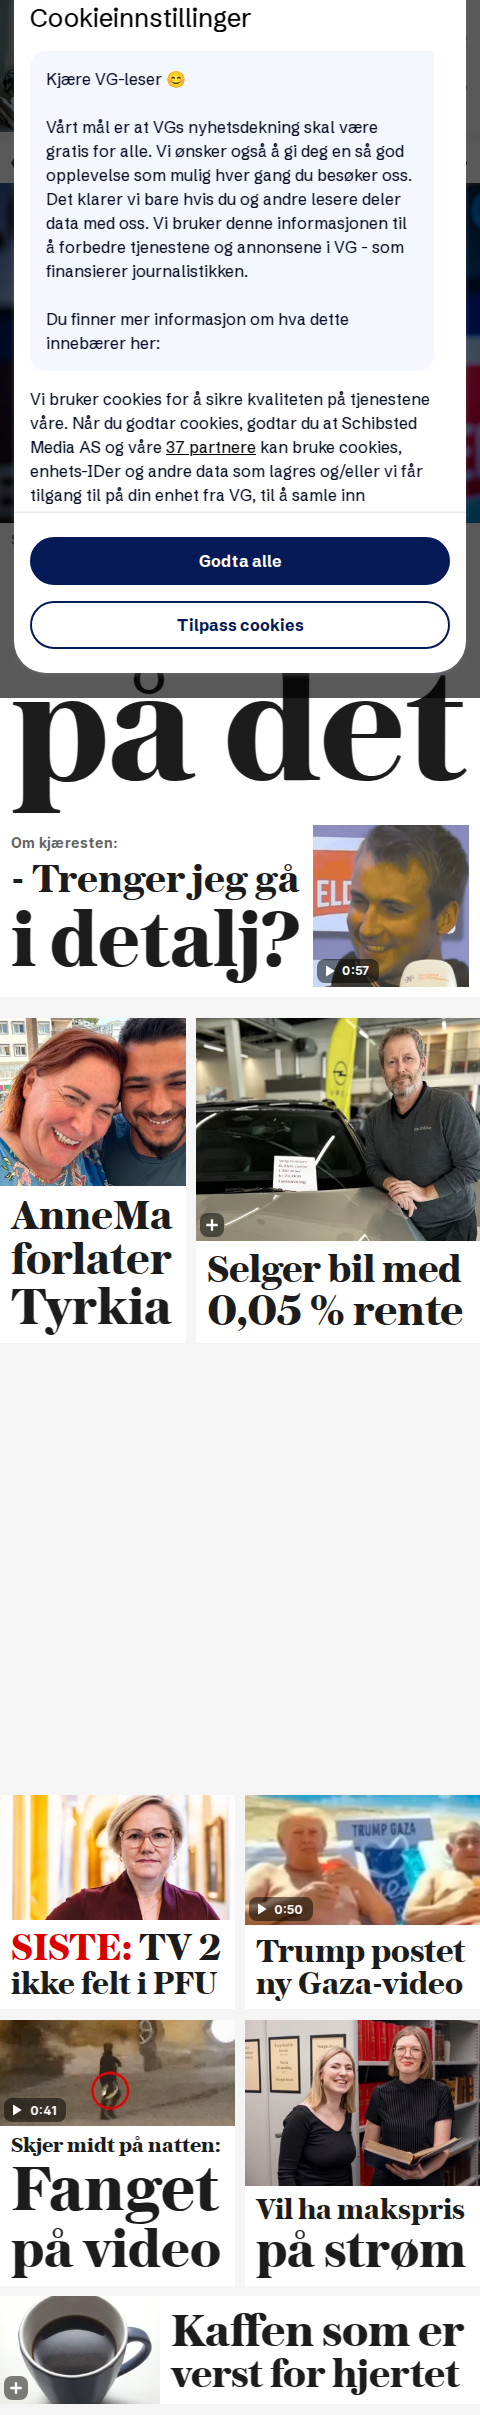 Cookieinnstillinger
Kjære VG-leser 😊
Vårt mål er at VGs nyhetsdekning skal være
gratis for alle. Vi ønsker også å gi deg en så god
opplevelse som mulig hver gang du besøker oss.
Det klarer vi bare hvis du og andre lesere deler
data med oss. Vi bruker denne informasjonen til
å forbedre tjenestene og annonsene i VG - som
finansierer journalistikken.
Du finner mer informasjon om hva dette
innebærer her:
Vi bruker cookies for å sikre kvaliteten på tjenestene
våre. Når du godtar cookies, godtar du at Schibsted
Media AS og våre 37 partnere kan bruke cookies,
enhets-IDer og andre data som lagres og/eller vi får
tilgang til på din enhet fra VG, til å samle inn
Godta alle
Tilpass cookies
på det
Om kjæresten:
- Trenger jeg gå
i detalj?
ELD
0:57
AnneMa
forlater
Tyrkia
Selger bil med
0,05 % rente
SISTE: TV 2
ikke felt i PFU
TRUMP GAZA
0:50
Trump postet
ny Gaza-video
0:41
Skjer midt på natten:
Fanget
på video
Vil ha makspris
på strøm
Kaffen som er
verst for hjertet